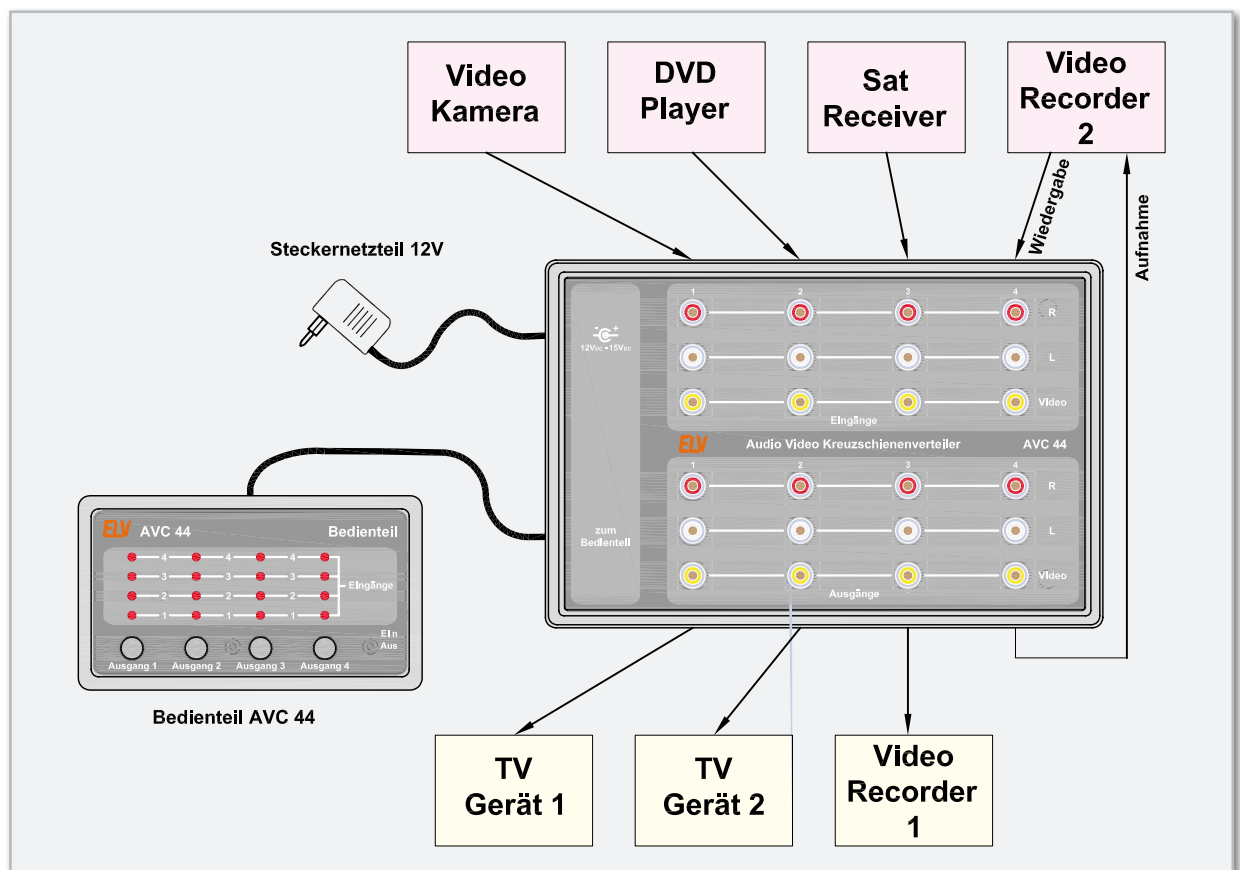 Video
Kamera
DVD
Player
Sat
Receiver
Video
Recorder
2
Wiedergabe
Aufnahme
Steckernetzteil 12V
- +
12VDC - 15VDC
1 2 3 4
R
L
Video
Eingänge
ELV Audio Video Kreuzschienenverteiler AVC 44
1 2 3 4
R
L
Video
Ausgänge
zum
Bedienteil
ELV AVC 44 Bedienteil
4 4 4
3 3 3
2 2 2
1 1 1
Eingänge
Ein
Aus
Ausgang 1 Ausgang 2 Ausgang 3 Ausgang 4
Bedienteil AVC 44
TV
Gerät 1
TV
Gerät 2
Video
Recorder
1